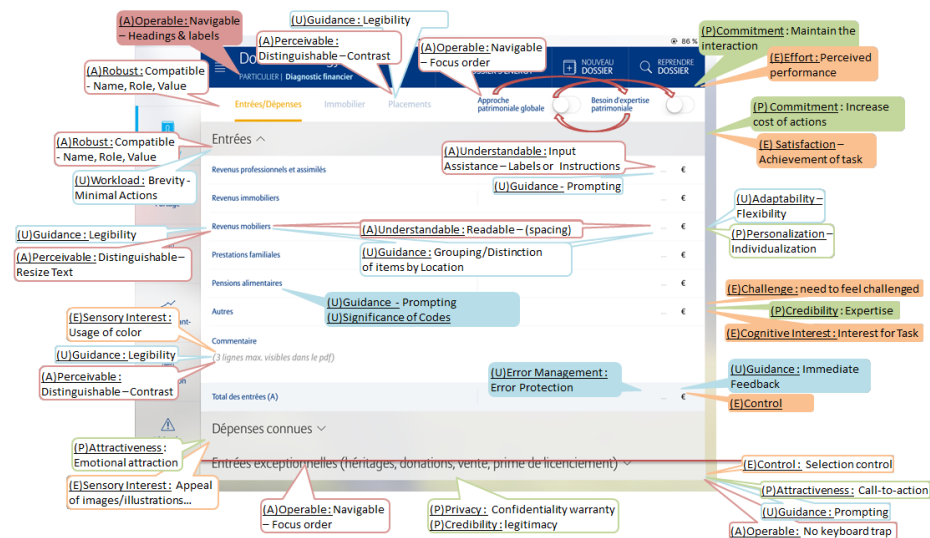 (U)Guidance : Legibility
(A)Operable : Navigable
– Headings & labels
(A)Perceivable :
Distinguishable – Contrast
(A)Operable : Navigable
– Focus order
86 %
(P)Commitment : Maintain the
interaction
(E)Effort : Perceived
performance
NOUVEAU
DOSSIER
REPRENDRE
DOSSIER
PARTICULIER | Diagnostic financier
(A)Robust : Compatible
- Name, Role, Value
Entrées/Dépenses
Immobilier
Placements
Approche
patrimoniale globale
Besoin d'expertise
patrimoniale
(P) Commitment : Increase
cost of actions
(A)Robust : Compatible
- Name, Role, Value
Entrées
(E) Satisfaction –
Achievement of task
(A)Understandable : Input
Assistance – Labels or Instructions
Revenus professionnels et assimilés
... €
(U)Workload : Brevity -
Minimal Actions
(U)Guidance - Prompting
Revenus immobiliers
... €
(U)Adaptability –
Flexibility
Revenus mobiliers
(A)Understandable : Readable – (spacing)
... €
(U)Guidance : Legibility
(P)Personalization –
Individualization
(A)Perceivable : Distinguishable–
Resize Text
(U)Guidance : Grouping/Distinction
of items by Location
Prestations familiales
... €
Pensions alimentaires
... €
(E)Challenge : need to feel challenged
(U)Guidance - Prompting
(U)Significance of Codes
(P)Credibility : Expertise
Autres
... €
(E)Sensory Interest :
Usage of color
(E)Cognitive Interest : Interest for Task
Commentaire
(3 lignes max. visibles dans le pdf)
(U)Guidance : Legibility
(A)Perceivable :
Distinguishable – Contrast
(U)Error Management :
Error Protection
(U)Guidance : Immediate
Feedback
Total des entrées (A)
... €
(E)Control
Dépenses connues
(P)Attractiveness :
Emotional attraction
Entrées exceptionnelles (héritages, donations, vente, prime de licenciement)
(E)Control : Selection control
(E)Sensory Interest : Appeal
of images/illustrations...
(P)Attractiveness : Call-to-action
(A)Operable : Navigable
– Focus order
(P)Privacy : Confidentiality warranty
(P)Credibility : legitimacy
(U)Guidance : Prompting
(A)Operable : No keyboard trap